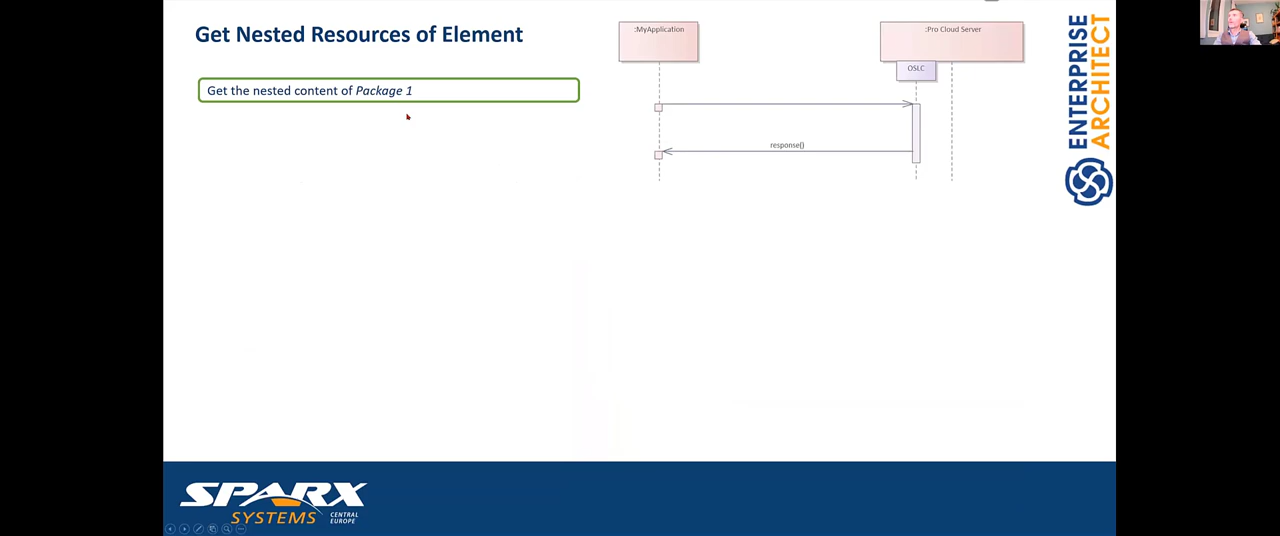 Get Nested Resources of Element
Get the nested content of Package 1
:MyApplication
:Pro Cloud Server
OSLC
response()
ENTERPRISE
ARCHITECT
SPARX
SYSTEMS
CENTRAL
EUROPE